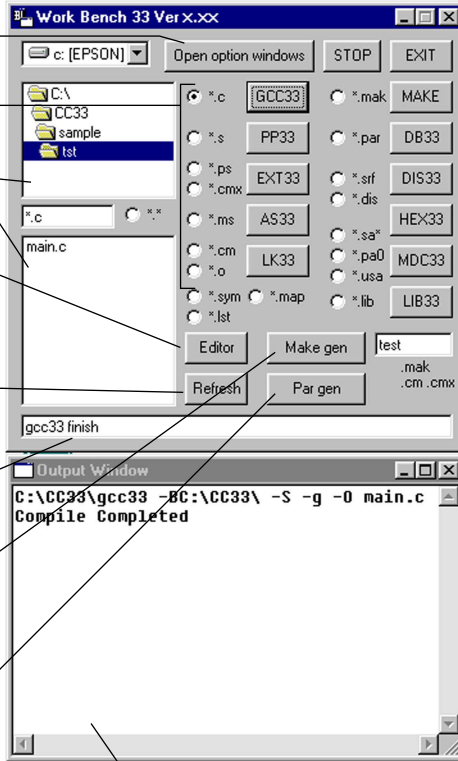 Work Bench 33 Ver x.xx
c: [EPSON]
Open option windows
STOP
EXIT
C:\
CC33
sample
tst
*.c
GCC33
*.mak
MAKE
*.s
PP33
*.par
DB33
*.ps
*.cmx
EXT33
*.srf
*.dis
DIS33
*.c
*.*
*.ms
AS33
*.sa*
HEX33
main.c
*.cm
*.o
LK33
*.pa0
*.usa
MDC33
*.sym
*.map
*.lst
*.lib
LIB33
Editor
Make gen
test
.mak
.cm .cmx
Refresh
Par gen
gcc33 finish
Output Window
C:\CC33\gcc33 -BC:\CC33\ -S -g -O main.c
Compile Completed